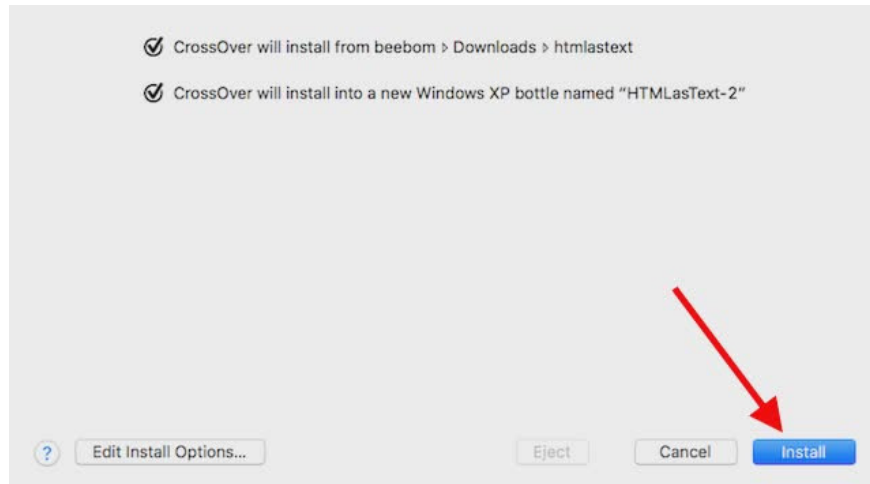 CrossOver will install from beebom ▹ Downloads ▹ htmlastext
CrossOver will install into a new Windows XP bottle named “HTMLasText-2”
? Edit Install Options... Eject Cancel Install